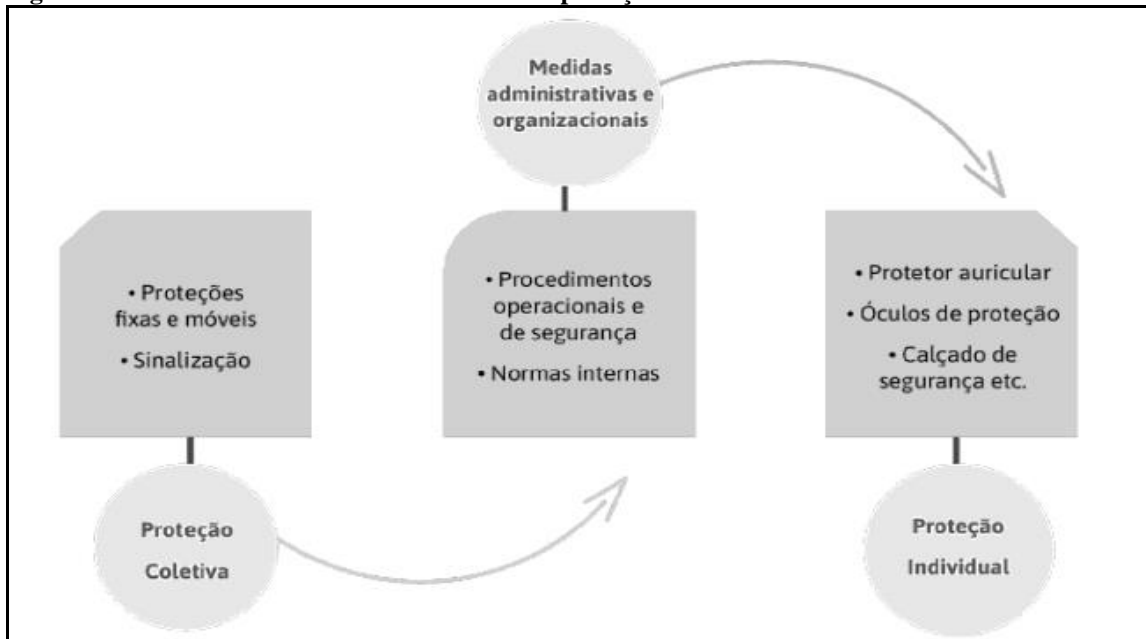 Medidas
administrativas e
organizacionais
• Proteções
fixas e móveis
• Sinalização
• Procedimentos
operacionais e
de segurança
• Normas internas
• Protetor auricular
• Óculos de proteção
• Calçado de
segurança etc.
Proteção
Coletiva
Proteção
Individual